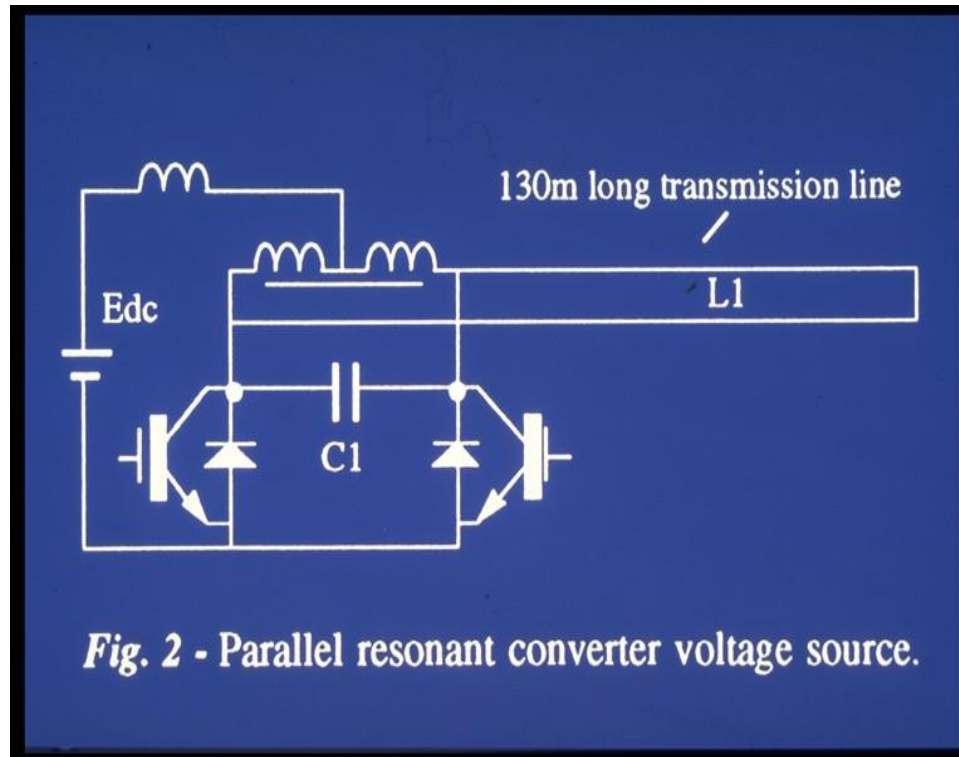 130m long transmission line
L1
Edc
C1
Fig. 2 - Parallel resonant converter voltage source.